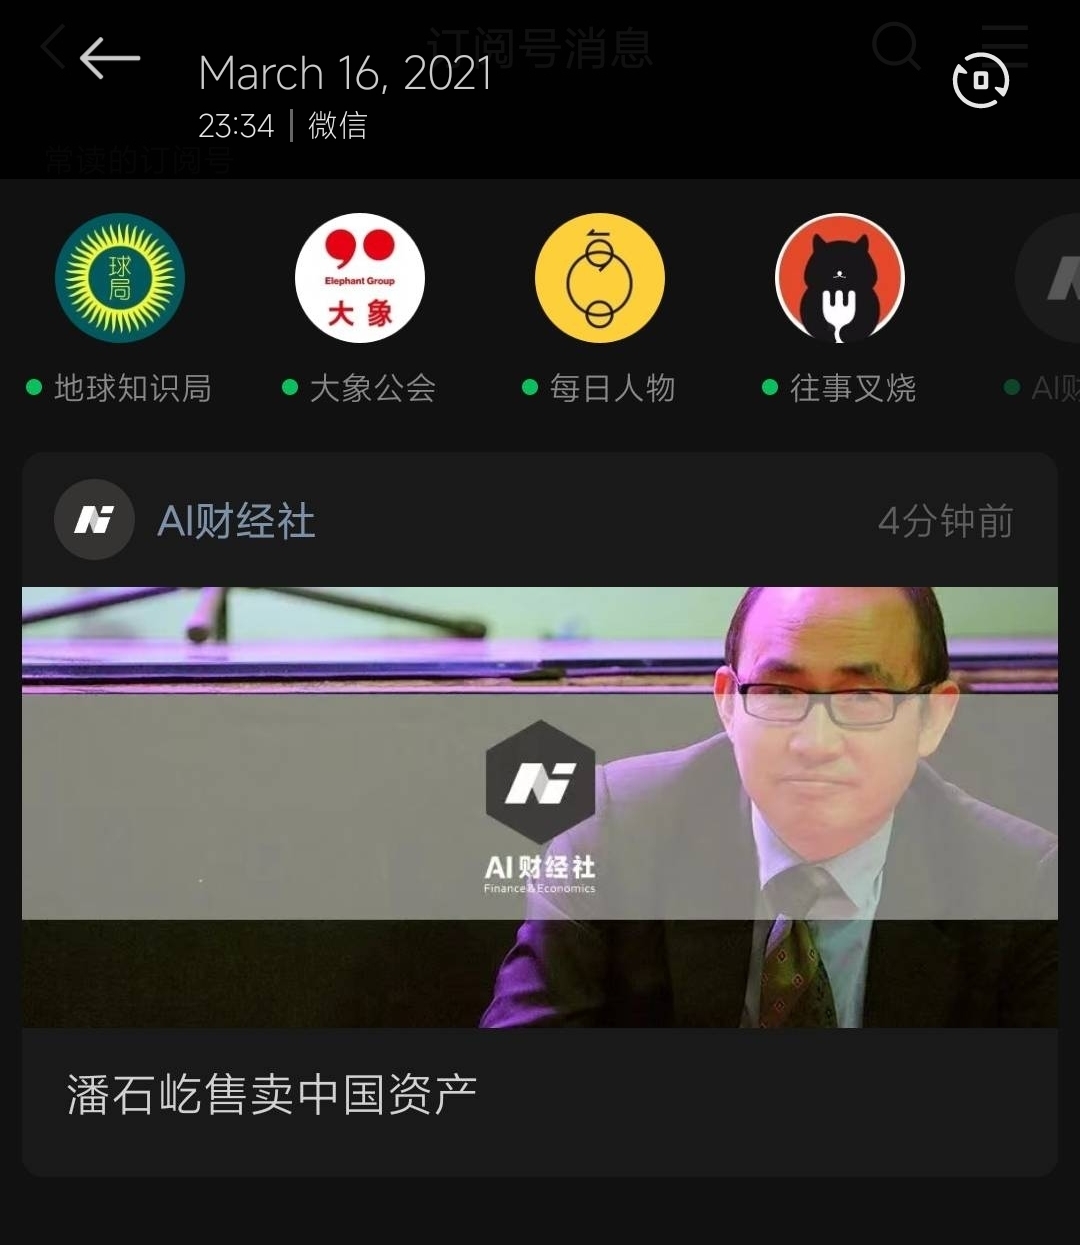 订阅号消息
March 16, 2021
23:34 | 微信
常读的订阅号
球局
Elephant Group
大象
地球知识局
大象公会
每日人物
往事叉烧
AI财
AI财经社
4分钟前
AI财经社
Finance&Economics
潘石屹售卖中国资产